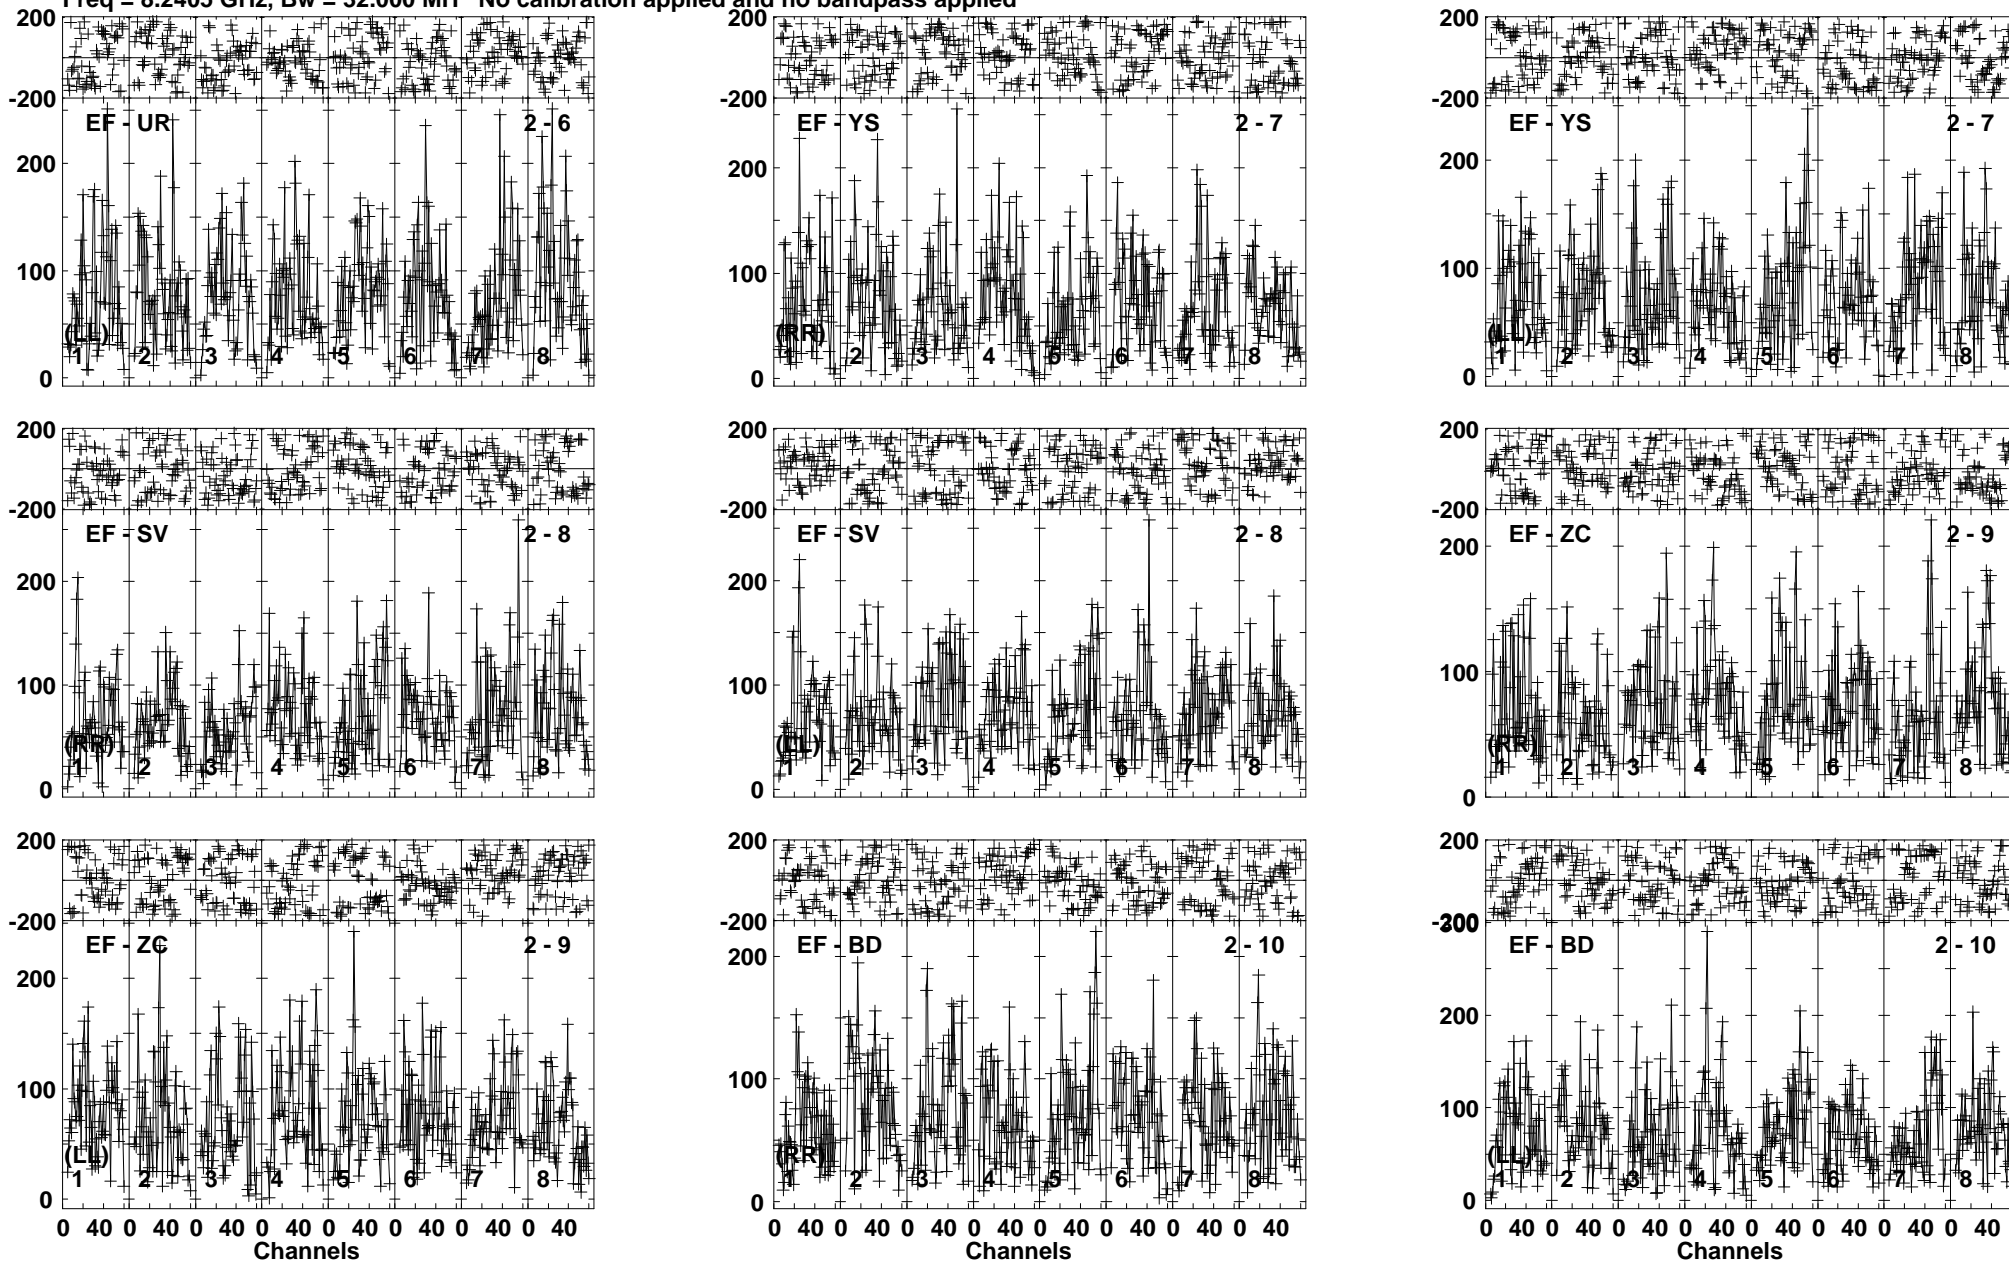 Freq = 8.2405 GHz, Bw = 32.000 MH No calibration applied and no bandpass applied
200 200 200
-200 -200 -200
EF - UR 2 - 6 EF - YS 2 - 7 EF - YS 2 - 7
200 200 200
100 100 100
(LL) (RR) (LL)
1 2 3 4 5 6 7 8 1 2 3 4 5 6 7 8 1 2 3 4 5 6 7 8
0 0 0
200 200 200
-200 -200 -200
EF - SV 2 - 8 EF - SV 2 - 8 EF - ZC 2 - 9
200 200 200
100 100 100
(RR) (LL) (RR)
1 2 3 4 5 6 7 8 1 2 3 4 5 6 7 8 1 2 3 4 5 6 7 8
0 0 0
200 200 200
-200 -200 -200
300
EF - ZC 2 - 9 EF - BD 2 - 10 EF - BD 2 - 10
200 200 200
100 100 100
(LL) (RR) (LL)
1 2 3 4 5 6 7 8 1 2 3 4 5 6 7 8 1 2 3 4 5 6 7 8
0 0 0
0 40 0 40 0 40 0 40 0 40 0 40 0 40 0 40 0 40 0 40 0 40 0 40 0 40 0 40 0 40 0 40 0 40 0 40 0 40 0 40 0 40 0 40 0 40 0 40
Channels Channels Channels